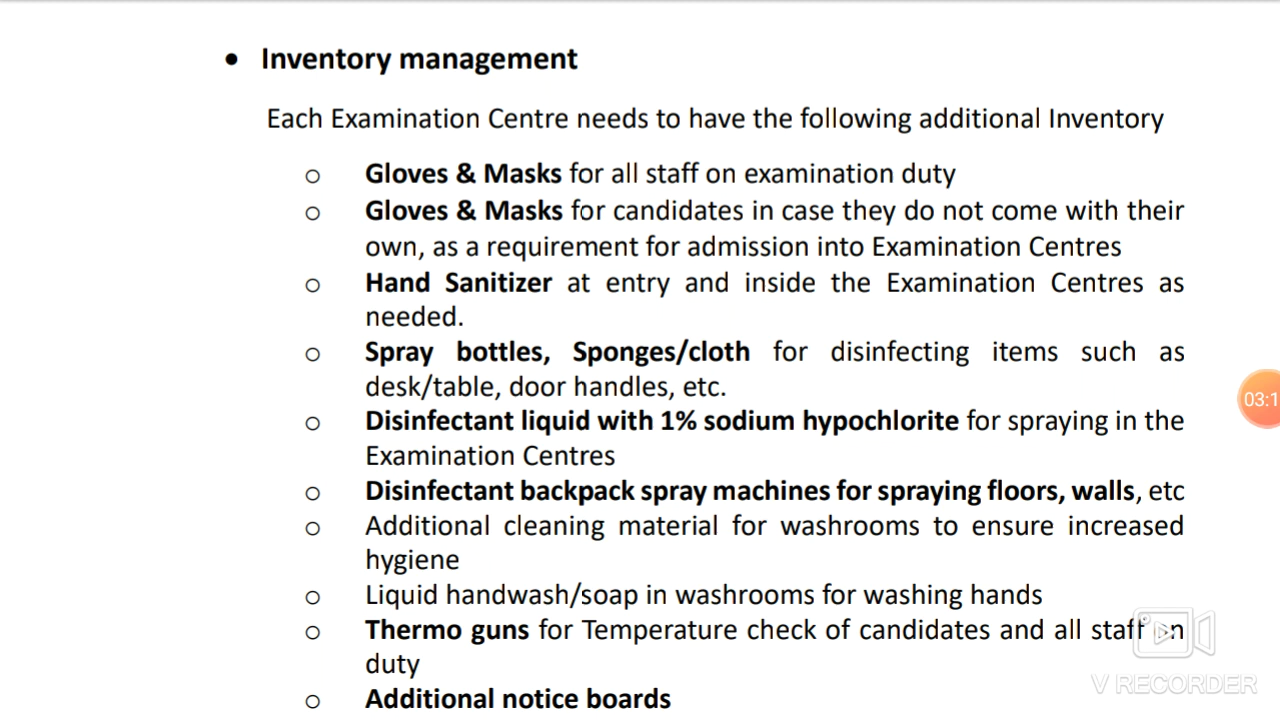 • Inventory management
Each Examination Centre needs to have the following additional Inventory
o Gloves & Masks for all staff on examination duty
o Gloves & Masks for candidates in case they do not come with their
own, as a requirement for admission into Examination Centres
o Hand Sanitizer at entry and inside the Examination Centres as
needed.
o Spray bottles, Sponges/cloth for disinfecting items such as
desk/table, door handles, etc.
o Disinfectant liquid with 1% sodium hypochlorite for spraying in the
Examination Centres
o Disinfectant backpack spray machines for spraying floors, walls, etc
o Additional cleaning material for washrooms to ensure increased
hygiene
o Liquid handwash/soap in washrooms for washing hands
o Thermo guns for Temperature check of candidates and all staff on
duty
o Additional notice boards
03:1
V RECORDER